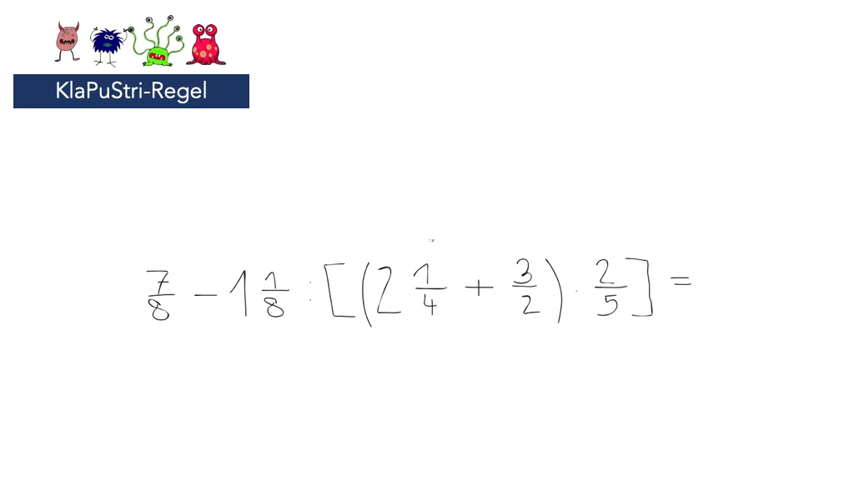 KlaPuStri-Regel
7/8 - 1 1/8 : [(2 1/4 + 3/2) · 2/5] =